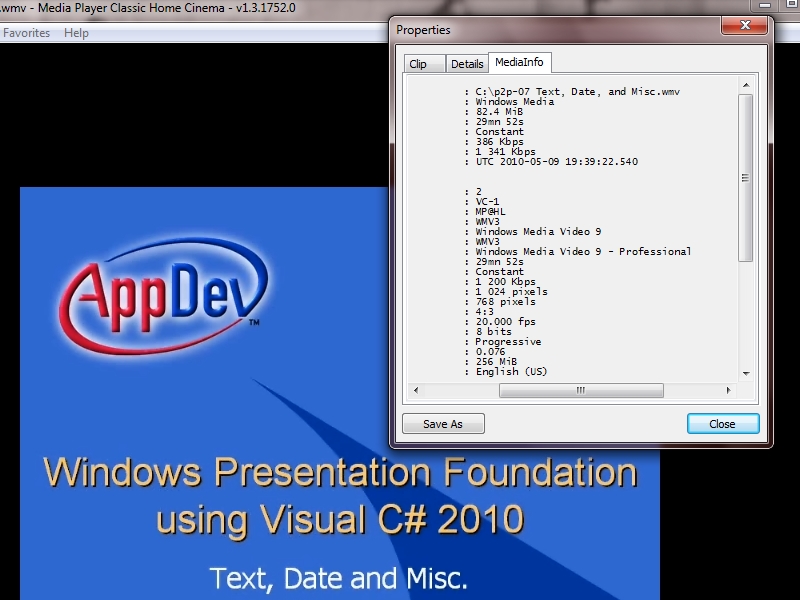 .wmv - Media Player Classic Home Cinema - v1.3.1752.0
Favorites Help
Properties
Clip Details MediaInfo
: C:\p2p-07 Text, Date, and Misc.wmv
: Windows Media
: 82.4 MiB
: 29mn 52s
: Constant
: 386 Kbps
: 1 341 Kbps
: UTC 2010-05-09 19:39:22.540
: 2
: VC-1
: MP@HL
: WMV3
: Windows Media Video 9
: WMV3
: Windows Media Video 9 - Professional
: 29mn 52s
: Constant
: 1 200 Kbps
: 1 024 pixels
: 768 pixels
: 4:3
: 20.000 fps
: 8 bits
: Progressive
: 0.076
: 256 MiB
: English (US)
Save As Close
AppDev™
Windows Presentation Foundation
using Visual C# 2010
Text, Date and Misc.